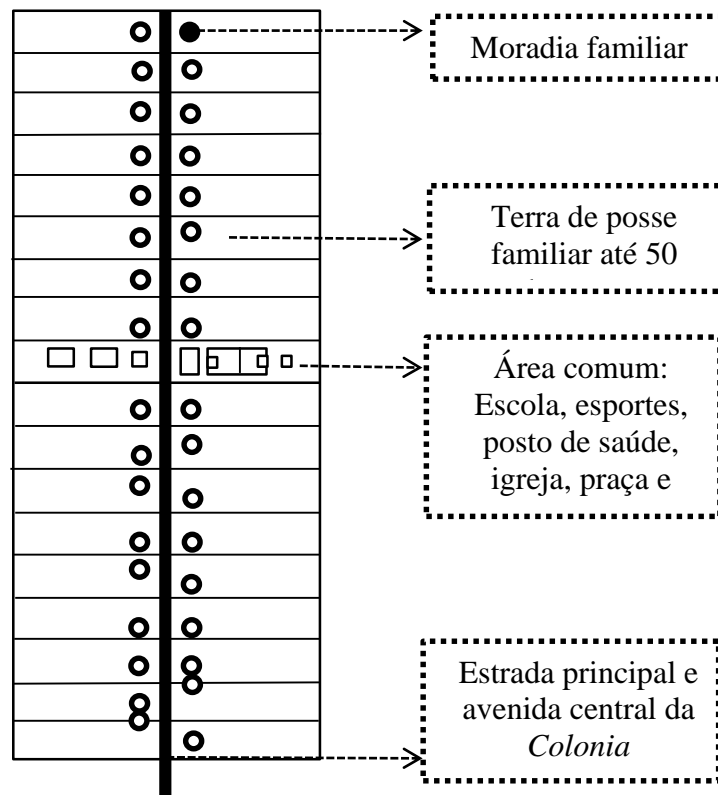 Moradia familiar
Terra de posse
familiar até 50
Área comum:
Escola, esportes,
posto de saúde,
igreja, praça e
Estrada principal e
avenida central da
Colonia